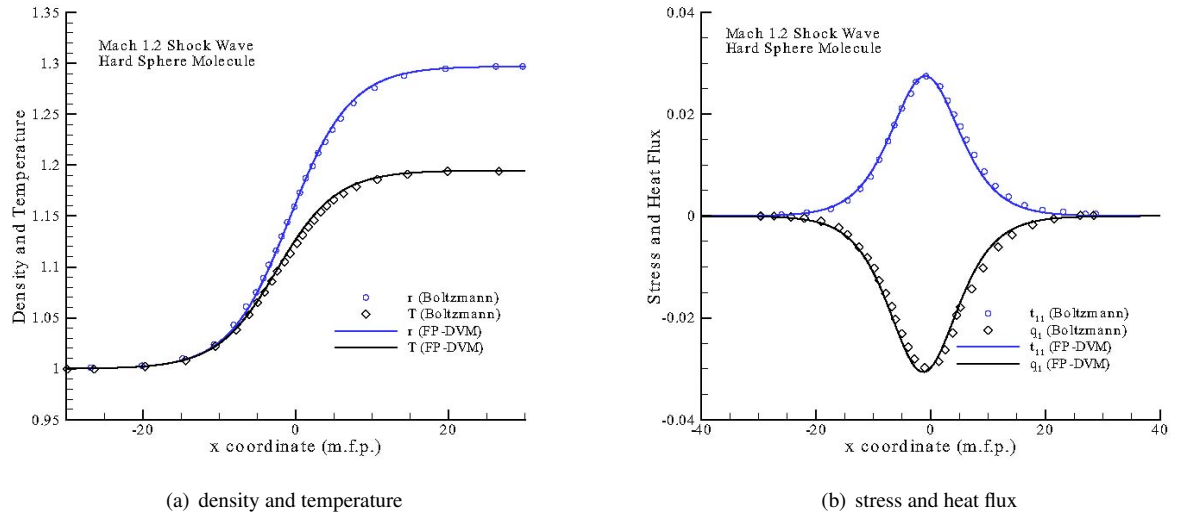 Mach 1.2 Shock Wave
Hard Sphere Molecule
Density and Temperature
1.35
1.3
1.25
1.2
1.15
1.1
1.05
1
0.95
r (Boltzmann)
T (Boltzmann)
r (FP-DVM)
T (FP-DVM)
-20
0
20
x coordinate (m.f.p.)
(a) density and temperature
Mach 1.2 Shock Wave
Hard Sphere Molecule
Stress and Heat Flux
0.04
0.02
0
-0.02
-0.04
t11 (Boltzmann)
q1 (Boltzmann)
t11 (FP-DVM)
q1 (FP-DVM)
-40
-20
0
20
40
x coordinate (m.f.p.)
(b) stress and heat flux